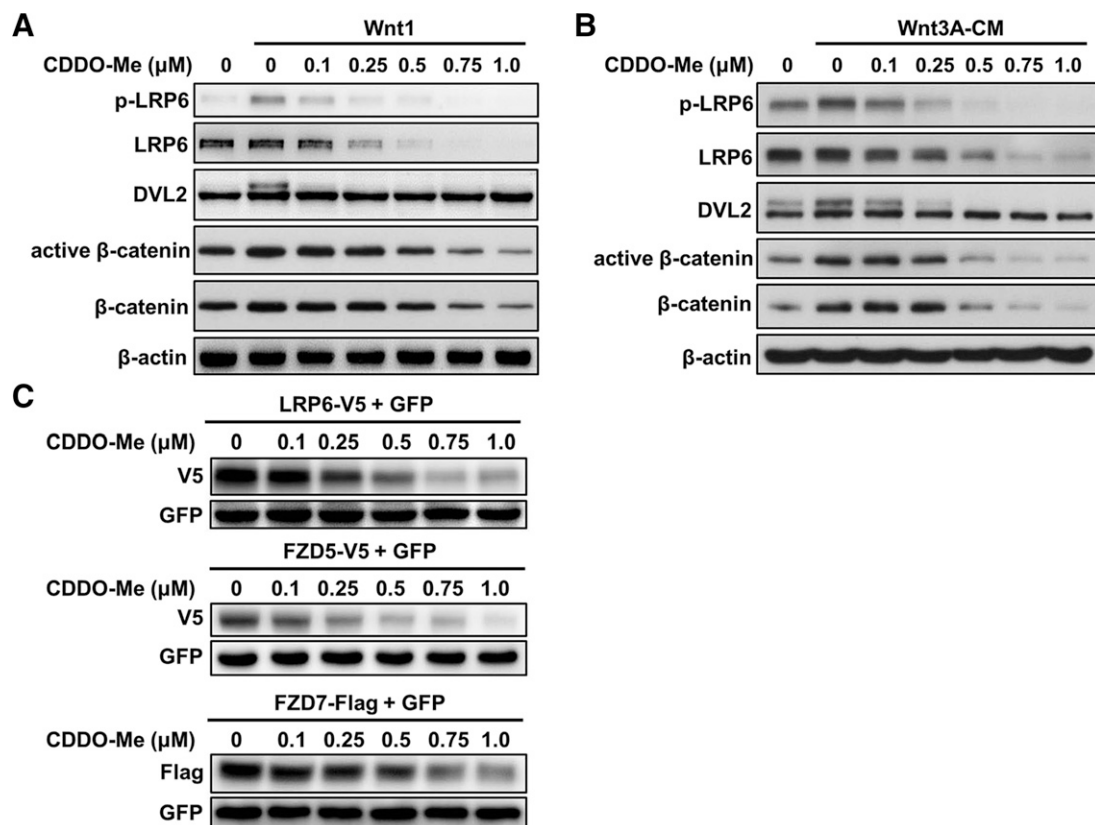 A
Wnt1
CDDO-Me (µM) 0 0 0.1 0.25 0.5 0.75 1.0
p-LRP6
LRP6
DVL2
active β-catenin
β-catenin
β-actin
B
Wnt3A-CM
CDDO-Me (µM) 0 0 0.1 0.25 0.5 0.75 1.0
p-LRP6
LRP6
DVL2
active β-catenin
β-catenin
β-actin
C
LRP6-V5 + GFP
CDDO-Me (µM) 0 0.1 0.25 0.5 0.75 1.0
V5
GFP
FZD5-V5 + GFP
CDDO-Me (µM) 0 0.1 0.25 0.5 0.75 1.0
V5
GFP
FZD7-Flag + GFP
CDDO-Me (µM) 0 0.1 0.25 0.5 0.75 1.0
Flag
GFP